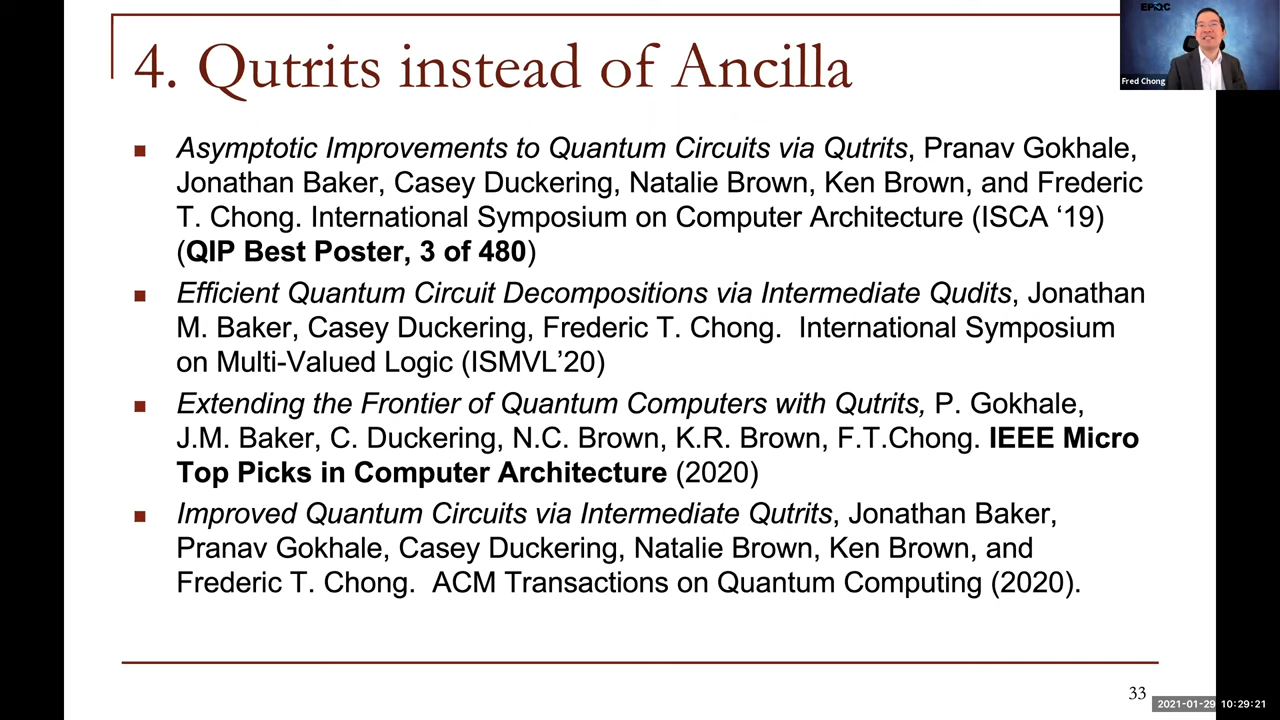 4. Qutrits instead of Ancilla
EPiQC
Fred Chong
Asymptotic Improvements to Quantum Circuits via Qutrits, Pranav Gokhale,
Jonathan Baker, Casey Duckering, Natalie Brown, Ken Brown, and Frederic
T. Chong. International Symposium on Computer Architecture (ISCA ‘19)
(QIP Best Poster, 3 of 480)
Efficient Quantum Circuit Decompositions via Intermediate Qudits, Jonathan
M. Baker, Casey Duckering, Frederic T. Chong.  International Symposium
on Multi-Valued Logic (ISMVL’20)
Extending the Frontier of Quantum Computers with Qutrits, P. Gokhale,
J.M. Baker, C. Duckering, N.C. Brown, K.R. Brown, F.T.Chong. IEEE Micro
Top Picks in Computer Architecture (2020)
Improved Quantum Circuits via Intermediate Qutrits, Jonathan Baker,
Pranav Gokhale, Casey Duckering, Natalie Brown, Ken Brown, and
Frederic T. Chong.  ACM Transactions on Quantum Computing (2020).
33
2021-01-29 10:29:21